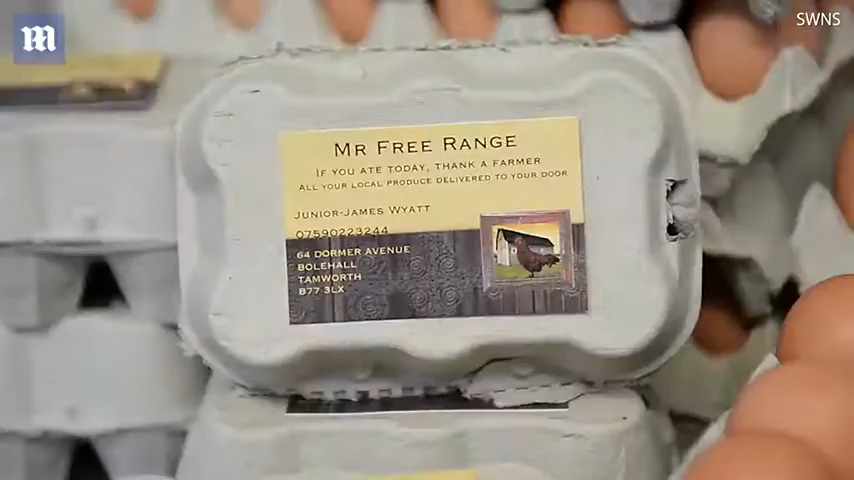 m
SWNS
MR FREE RANGE
IF YOU ATE TODAY, THANK A FARMER
ALL YOUR LOCAL PRODUCE DELIVERED TO YOUR DOOR
JUNIOR-JAMES WYATT
07590223244
64 DORMER AVENUE
BOLEHALL
TAMWORTH
B77 3LX